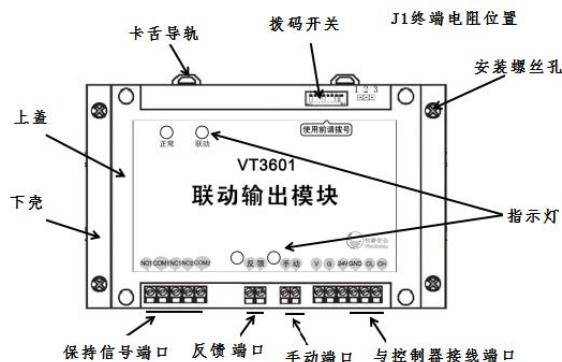 卡舌导轨
拨码开关
J1终端电阻位置
安装螺丝孔
1 2 3
上盖
使用前请拨号
正常
联动
VT3601
联动输出模块
下壳
指示灯
反馈
手动
NO1 COM1 NC1 NO2 COM2
V G 24V GND CL CH
保持信号端口
反馈端口
手动端口
与控制器接线端口